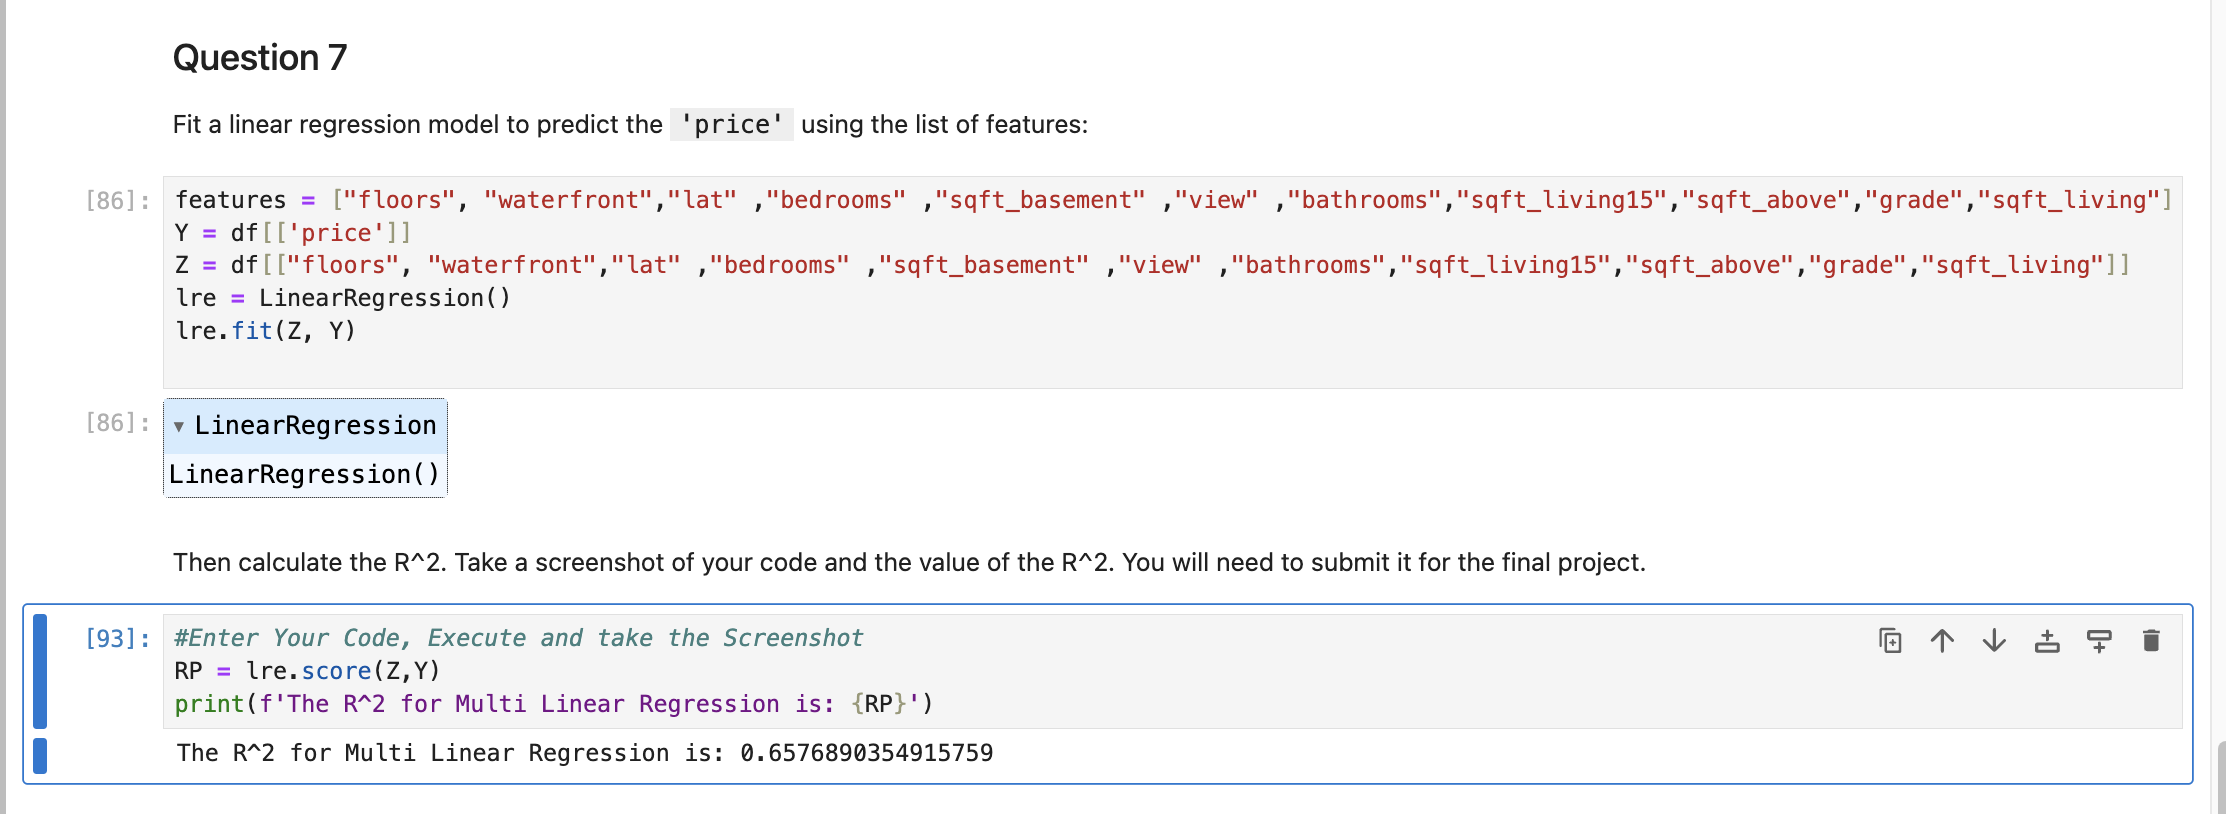 Question 7
Fit a linear regression model to predict the 'price' using the list of features:
[86]: features = ["floors", "waterfront","lat" ,"bedrooms" ,"sqft_basement" ,"view" ,"bathrooms","sqft_living15","sqft_above","grade","sqft_living"]
Y = df[['price']]
Z = df[["floors", "waterfront","lat" ,"bedrooms" ,"sqft_basement" ,"view" ,"bathrooms","sqft_living15","sqft_above","grade","sqft_living"]]
lre = LinearRegression()
lre.fit(Z, Y)
[86]: ▾ LinearRegression
LinearRegression()
Then calculate the R^2. Take a screenshot of your code and the value of the R^2. You will need to submit it for the final project.
[93]: #Enter Your Code, Execute and take the Screenshot
RP = lre.score(Z,Y)
print(f'The R^2 for Multi Linear Regression is: {RP}')
The R^2 for Multi Linear Regression is: 0.6576890354915759